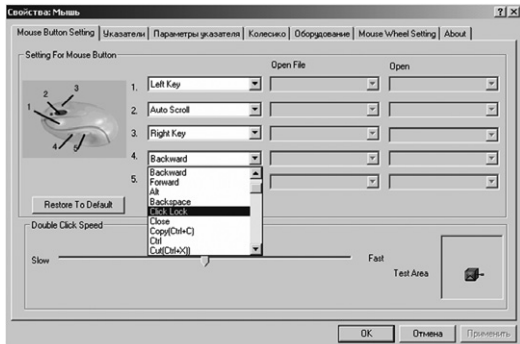 Свойства: Мышь
Mouse Button Setting Указатели Параметры указателя Колесико Оборудование Mouse Wheel Setting About
Setting For Mouse Button
Open File Open
1. Left Key
2. Auto Scroll
3. Right Key
4. Backward
5.
2 3
1
4 5
Backward
Forward
Alt
Backspace
Click Lock
Close
Copy(Ctrl+C)
Ctrl
Cut(Ctrl+X))
Restore To Default
Double Click Speed
Slow Fast
Test Area
OK Отмена Применить